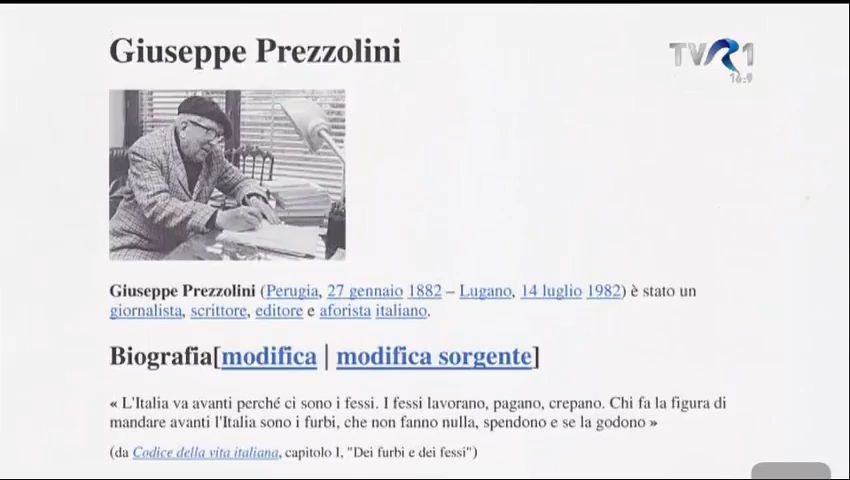 Giuseppe Prezzolini
TVR1
16:9
Giuseppe Prezzolini (Perugia, 27 gennaio 1882 – Lugano, 14 luglio 1982) è stato un
giornalista, scrittore, editore e aforista italiano.
Biografia[modifica | modifica sorgente]
« L'Italia va avanti perché ci sono i fessi. I fessi lavorano, pagano, crepano. Chi fa la figura di
mandare avanti l'Italia sono i furbi, che non fanno nulla, spendono e se la godono »
(da Codice della vita italiana, capitolo I, "Dei furbi e dei fessi")